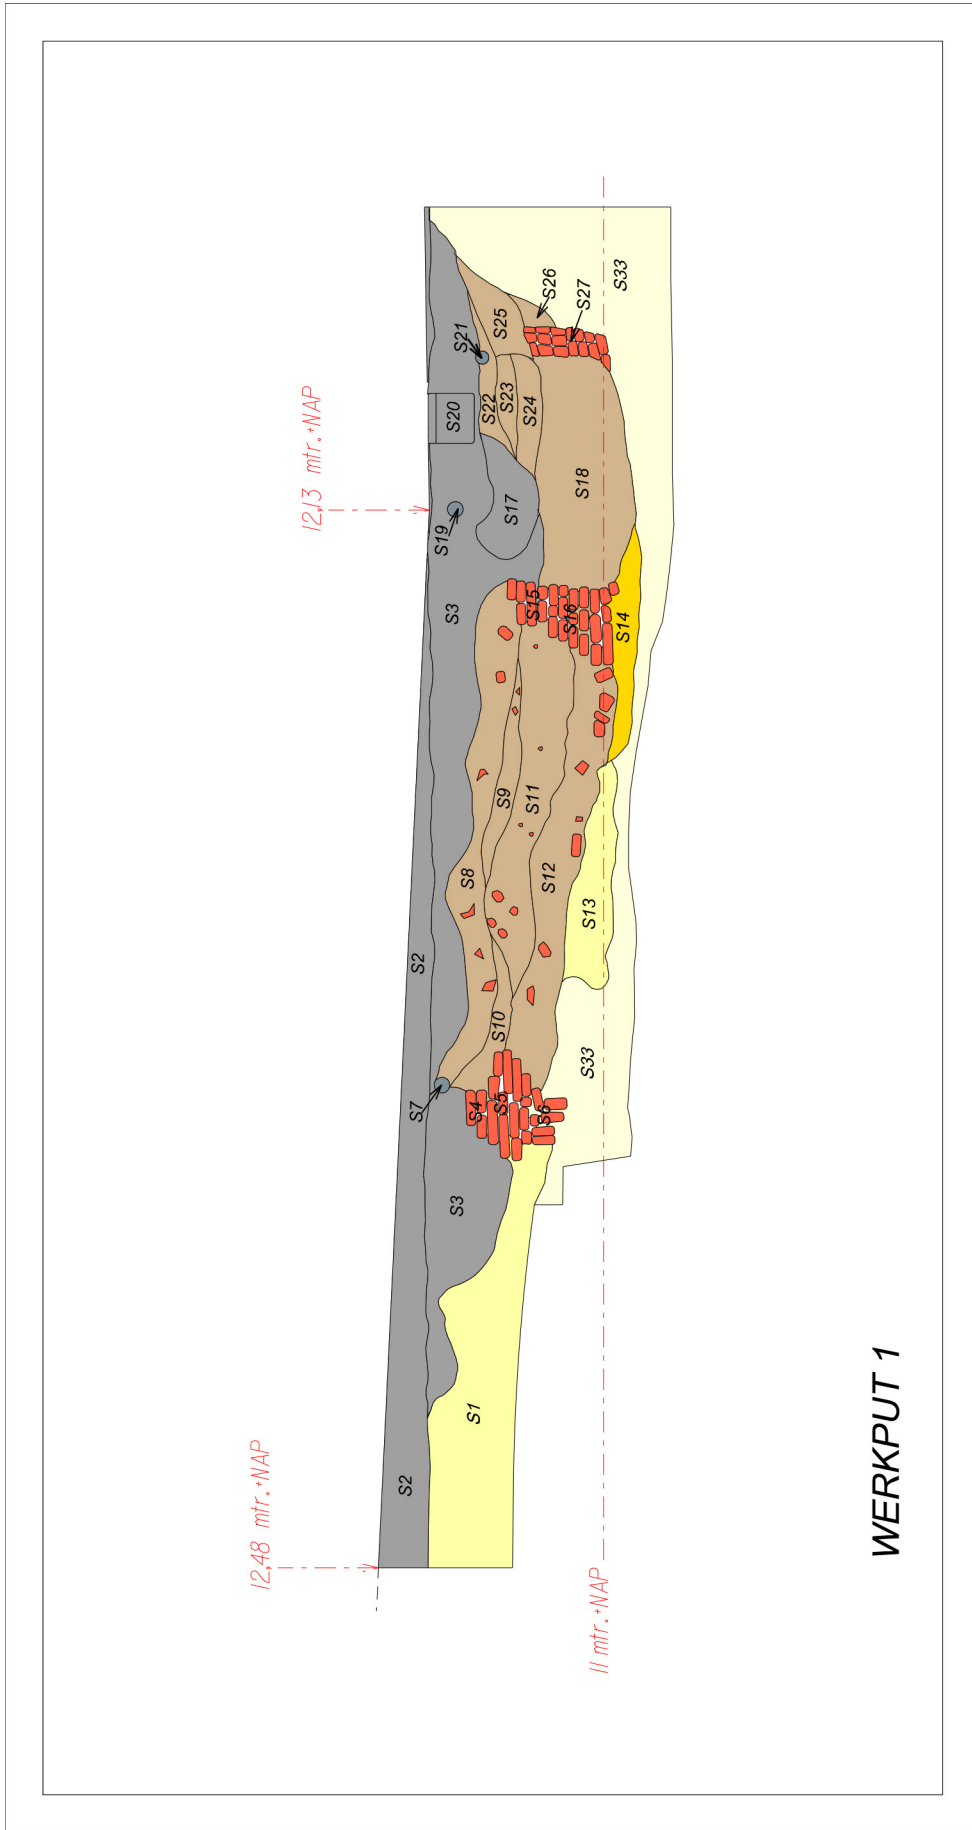 12,48 mtr.+NAP
12,13 mtr.+NAP
S2
S2
S3
S7
S3
S19
S20
S21
S1
S4
S5
S6
S10
S8
S9
S11
S12
S15
S16
S17
S22
S23
S24
S25
S26
S27
S18
S13
S14
S33
S33
11 mtr.+NAP
WERKPUT 1